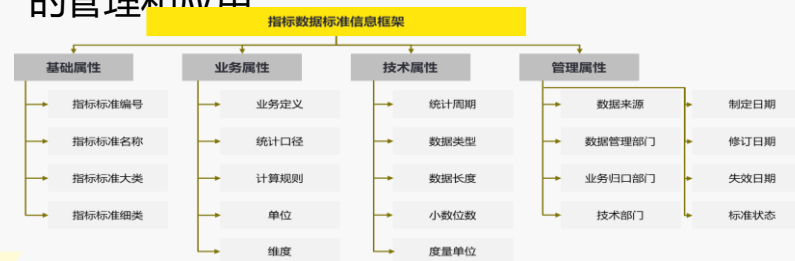 的管理和应用
指标数据标准信息框架
基础属性
业务属性
技术属性
管理属性
指标标准编号
业务定义
统计周期
数据来源
制定日期
指标标准名称
统计口径
数据类型
数据管理部门
修订日期
指标标准大类
计算规则
数据长度
业务归口部门
失效日期
指标标准细类
单位
小数位数
技术部门
标准状态
维度
度量单位